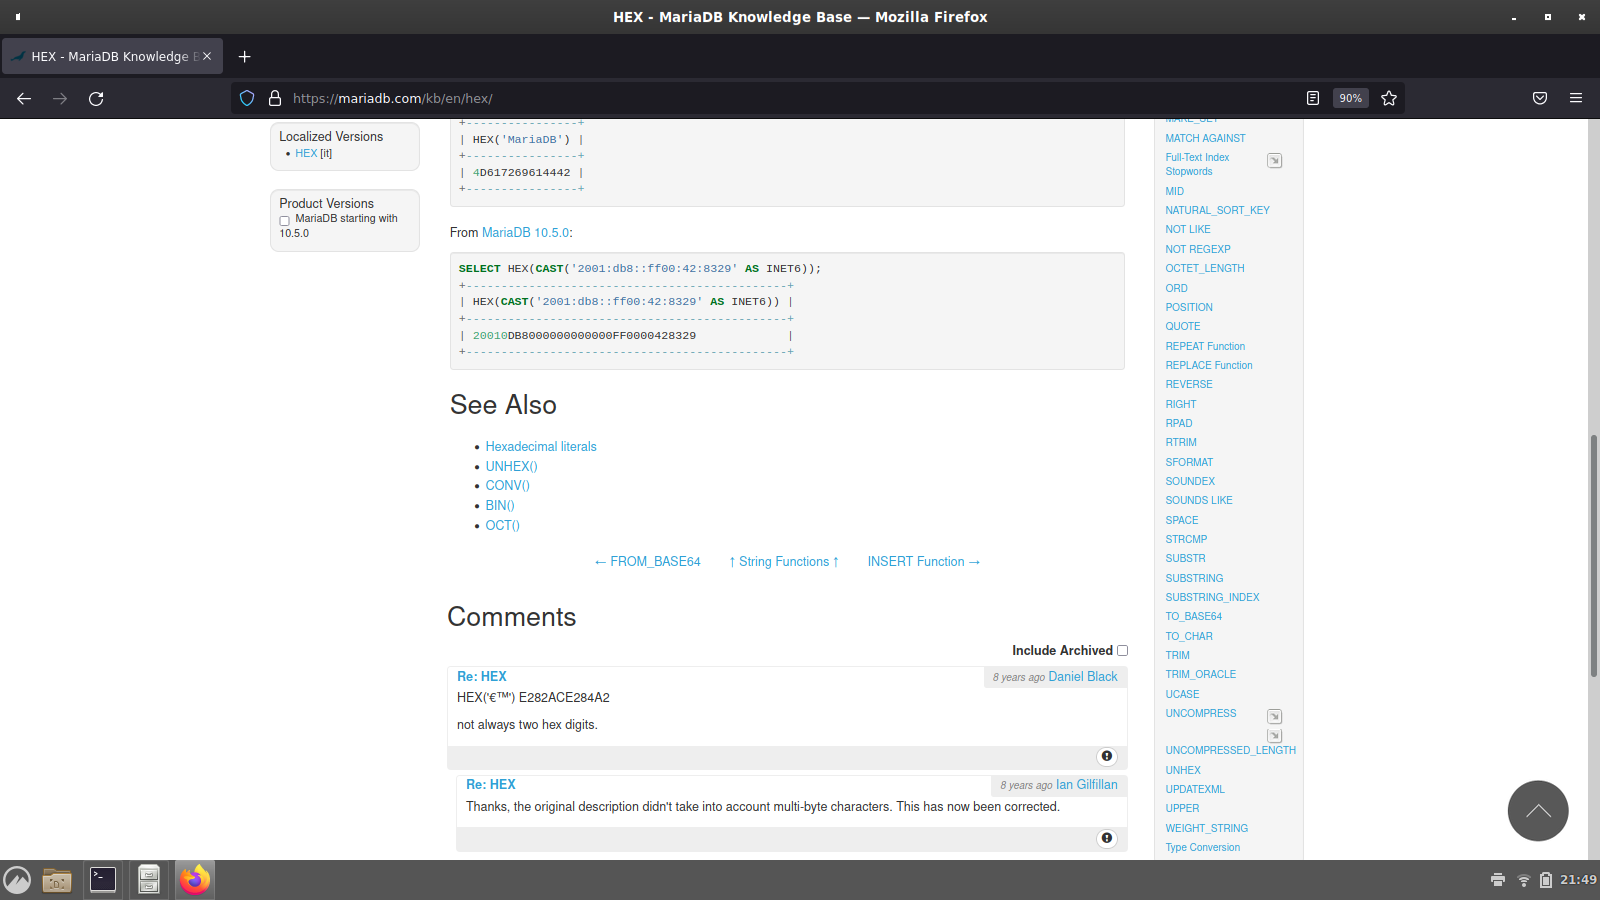 HEX - MariaDB Knowledge Base — Mozilla Firefox
HEX - MariaDB Knowledge B
https://mariadb.com/kb/en/hex/
90%
Localized Versions
HEX [it]
Product Versions
MariaDB starting with
10.5.0
+----------------+
| HEX('MariaDB') |
+----------------+
| 4D617269614442 |
+----------------+
From MariaDB 10.5.0:
SELECT HEX(CAST('2001:db8::ff00:42:8329' AS INET6));
+----------------------------------------------+
| HEX(CAST('2001:db8::ff00:42:8329' AS INET6)) |
+----------------------------------------------+
| 20010DB8000000000000FF0000428329             |
+----------------------------------------------+
See Also
• Hexadecimal literals
• UNHEX()
• CONV()
• BIN()
• OCT()
← FROM_BASE64 ↑ String Functions ↑ INSERT Function →
Comments
Include Archived
Re: HEX
8 years ago Daniel Black
HEX('€™') E282ACE284A2
not always two hex digits.
Re: HEX
8 years ago Ian Gilfillan
Thanks, the original description didn't take into account multi-byte characters. This has now been corrected.
MAKE_SET
MATCH AGAINST
Full-Text Index
Stopwords
MID
NATURAL_SORT_KEY
NOT LIKE
NOT REGEXP
OCTET_LENGTH
ORD
POSITION
QUOTE
REPEAT Function
REPLACE Function
REVERSE
RIGHT
RPAD
RTRIM
SFORMAT
SOUNDEX
SOUNDS LIKE
SPACE
STRCMP
SUBSTR
SUBSTRING
SUBSTRING_INDEX
TO_BASE64
TO_CHAR
TRIM
TRIM_ORACLE
UCASE
UNCOMPRESS
UNCOMPRESSED_LENGTH
UNHEX
UPDATEXML
UPPER
WEIGHT_STRING
Type Conversion
21:49